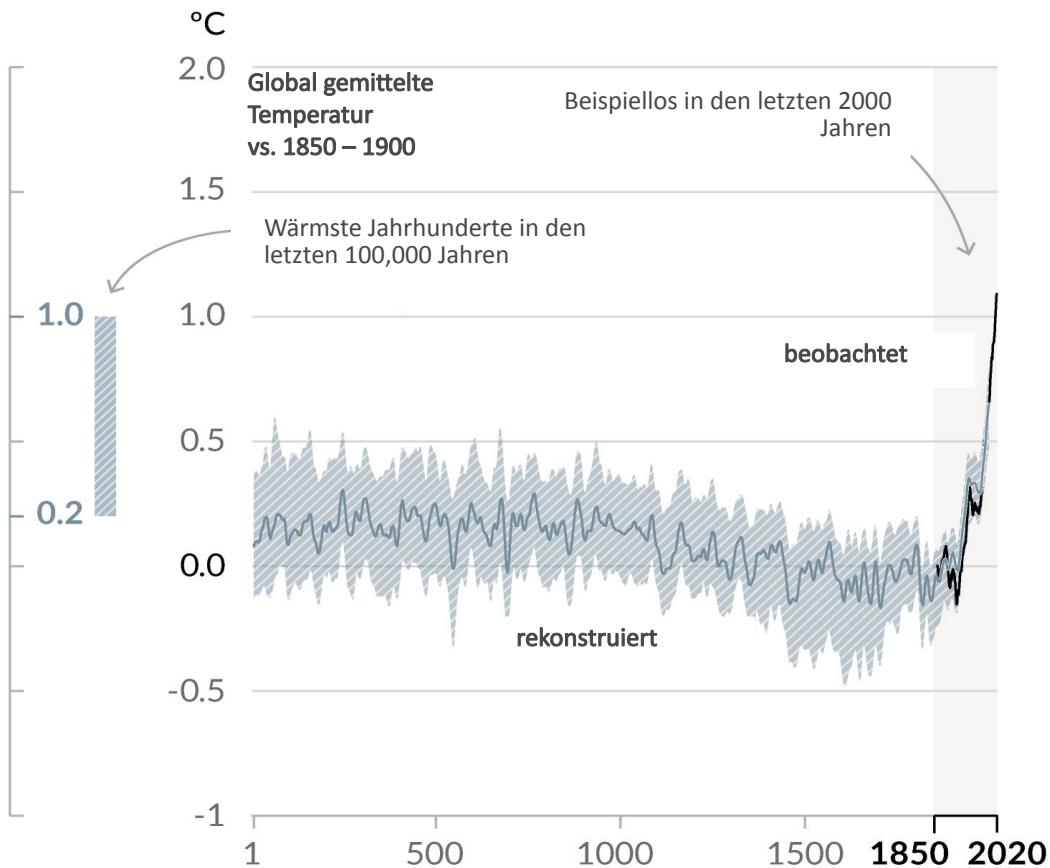 °C
2.0
Global gemittelte
Temperatur
vs. 1850 – 1900
Beispiellos in den letzten 2000
Jahren
1.5
Wärmste Jahrhunderte in den
letzten 100,000 Jahren
1.0
1.0
beobachtet
0.5
0.2
0.0
rekonstruiert
-0.5
-1
1 500 1000 1500 1850 2020